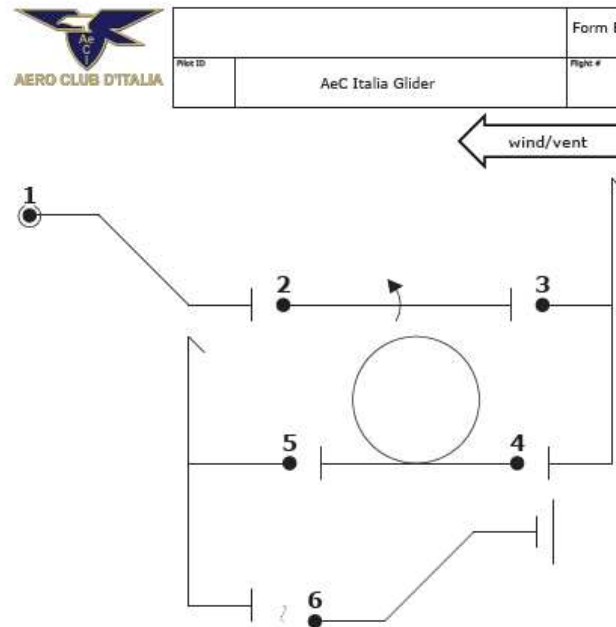 AeC I
AERO CLUB D'ITALIA
Form B
Pilot ID
AeC Italia Glider
Flight #
wind/vent
1
2
3
5
4
6